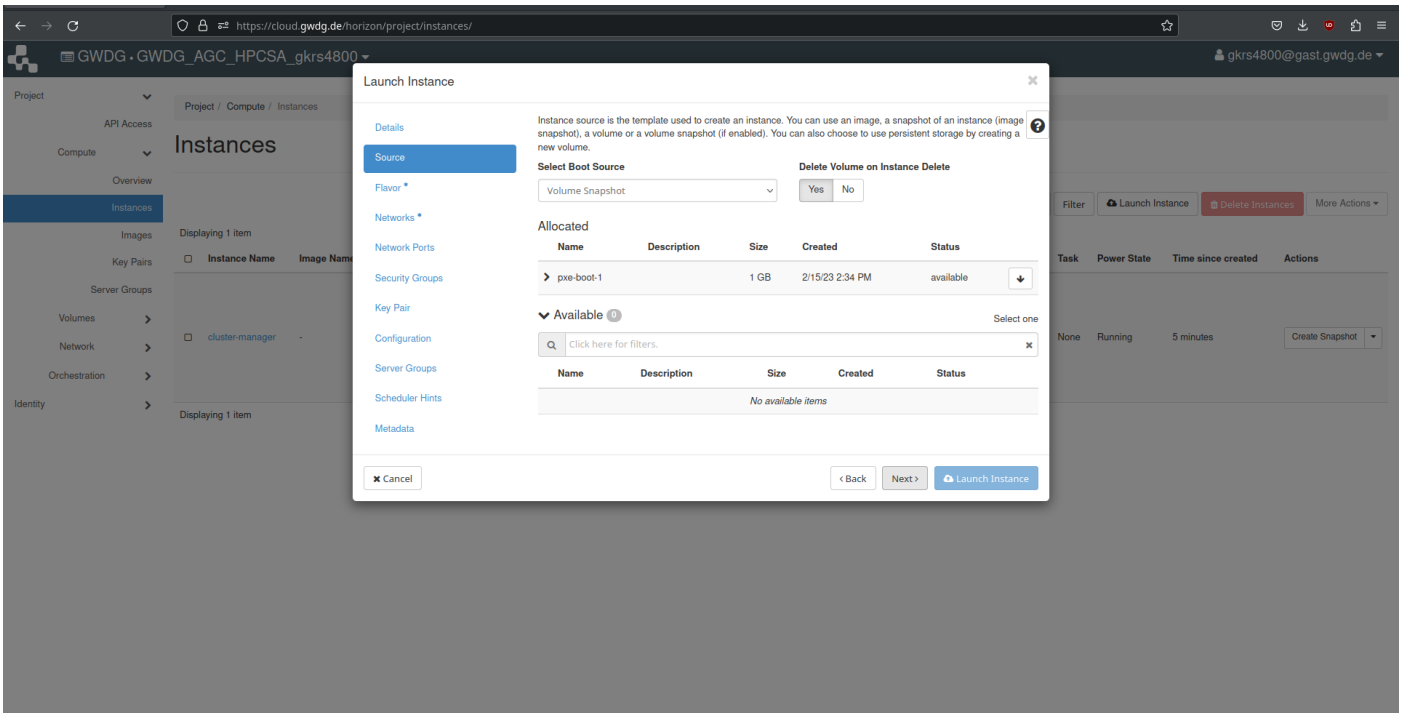 https://cloud.gwdg.de/horizon/project/instances/
GWDG • GWDG_AGC_HPCSA_gkrs4800
gkrs4800@gast.gwdg.de
Project
API Access
Compute
Overview
Instances
Images
Key Pairs
Server Groups
Volumes
Network
Orchestration
Identity
Project / Compute / Instances
Instances
Filter
Launch Instance
Delete Instances
More Actions
Displaying 1 item
Instance Name Image Name
Task Power State Time since created Actions
cluster-manager -
None Running 5 minutes Create Snapshot
Displaying 1 item
Launch Instance
Details
Source
Flavor *
Networks *
Network Ports
Security Groups
Key Pair
Configuration
Server Groups
Scheduler Hints
Metadata
Instance source is the template used to create an instance. You can use an image, a snapshot of an instance (image
snapshot), a volume or a volume snapshot (if enabled). You can also choose to use persistent storage by creating a
new volume.
Select Boot Source
Volume Snapshot
Delete Volume on Instance Delete
Yes No
Allocated
Name Description Size Created Status
pxe-boot-1 1 GB 2/15/23 2:34 PM available
Available 0
Select one
Click here for filters.
Name Description Size Created Status
No available items
Cancel
< Back
Next >
Launch Instance